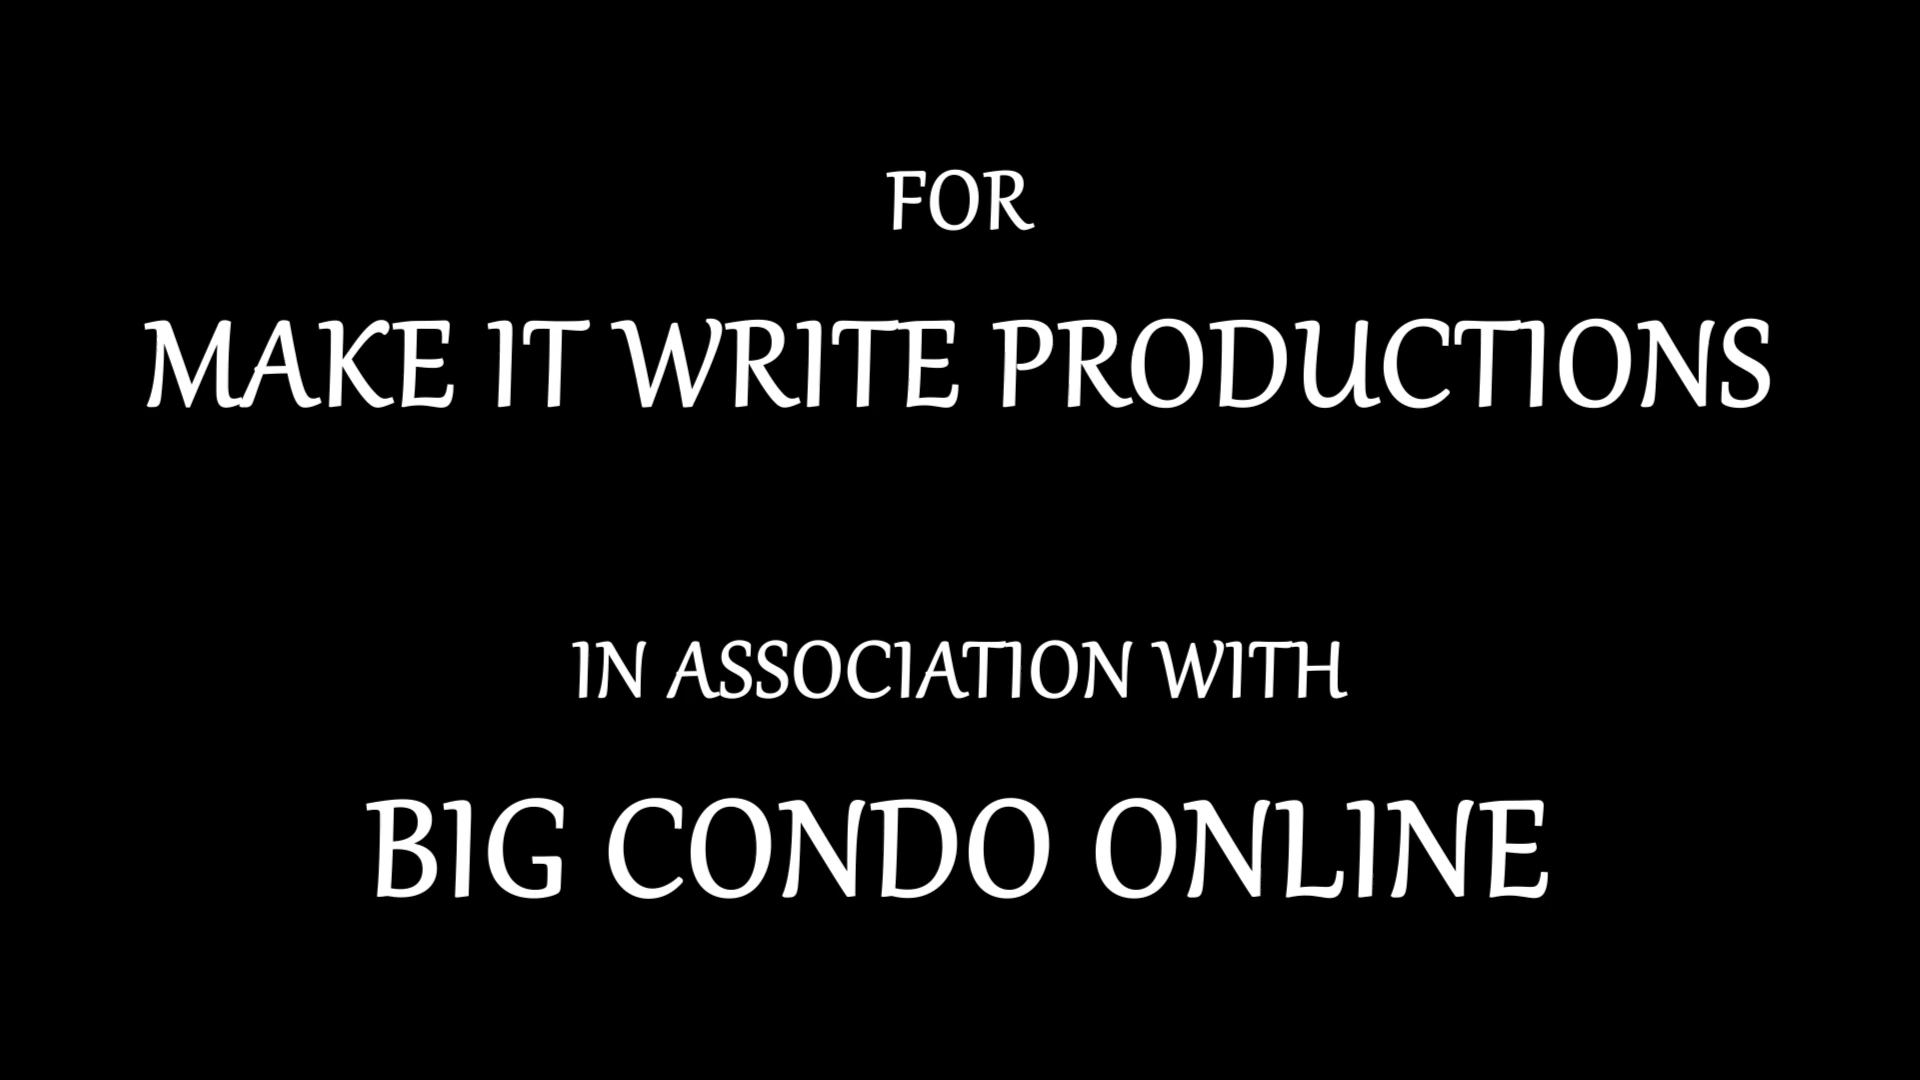 FOR
MAKE IT WRITE PRODUCTIONS
IN ASSOCIATION WITH
BIG CONDO ONLINE